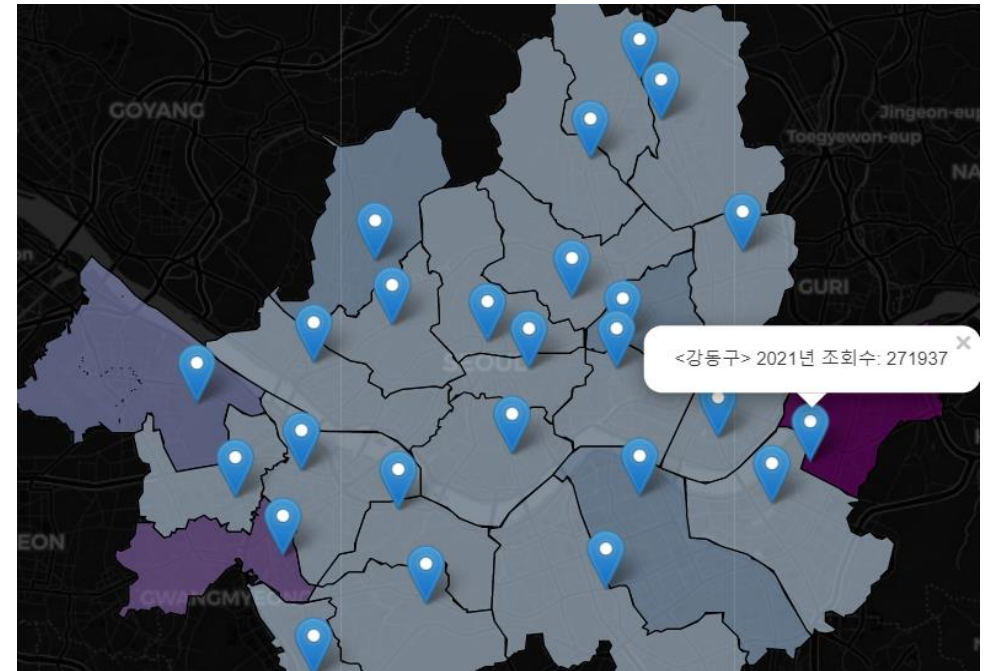 GOYANG
Jingeon-eup
Toegyewon-eup
NA
on
GURI
<강동구> 2021년 조회수: 271937
×
SEOUL
EON
GWANGMYEONG